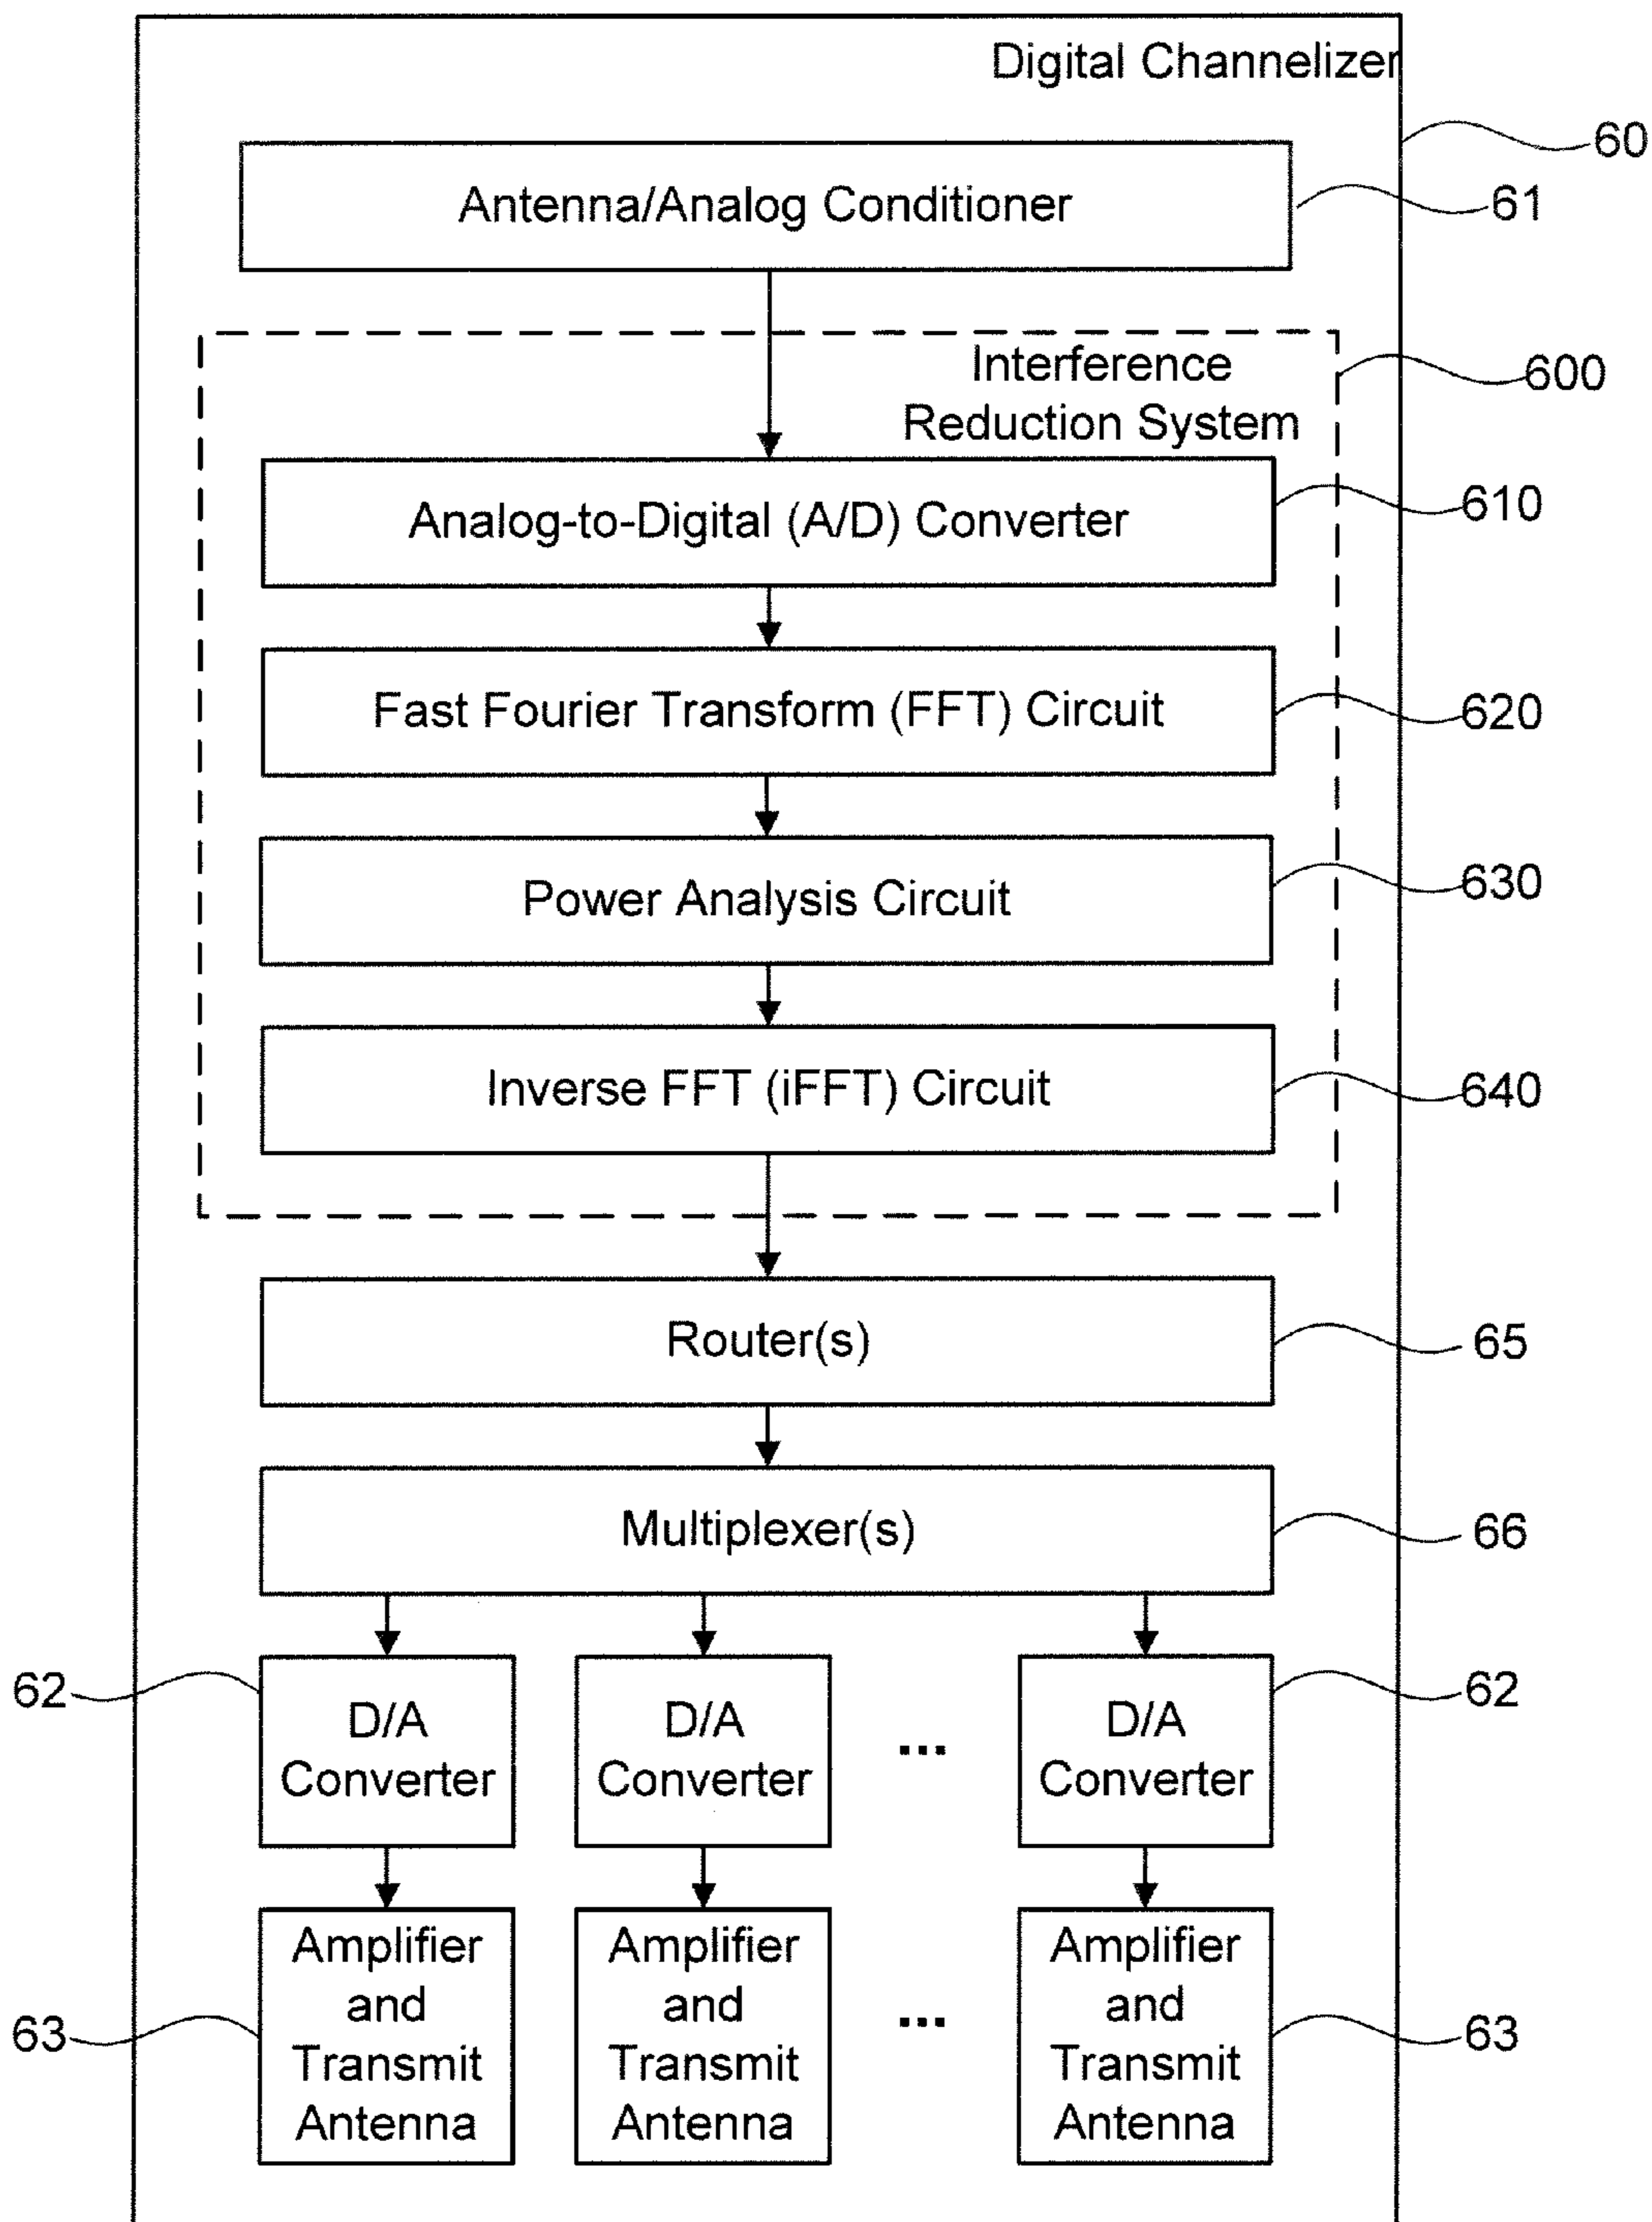 Digital Channelizer
60
Antenna/Analog Conditioner
61
Interference
Reduction System
600
Analog-to-Digital (A/D) Converter
610
Fast Fourier Transform (FFT) Circuit
620
Power Analysis Circuit
630
Inverse FFT (iFFT) Circuit
640
Router(s)
65
Multiplexer(s)
66
62
D/A
Converter
D/A
Converter
...
D/A
Converter
62
63
Amplifier
and
Transmit
Antenna
Amplifier
and
Transmit
Antenna
...
Amplifier
and
Transmit
Antenna
63